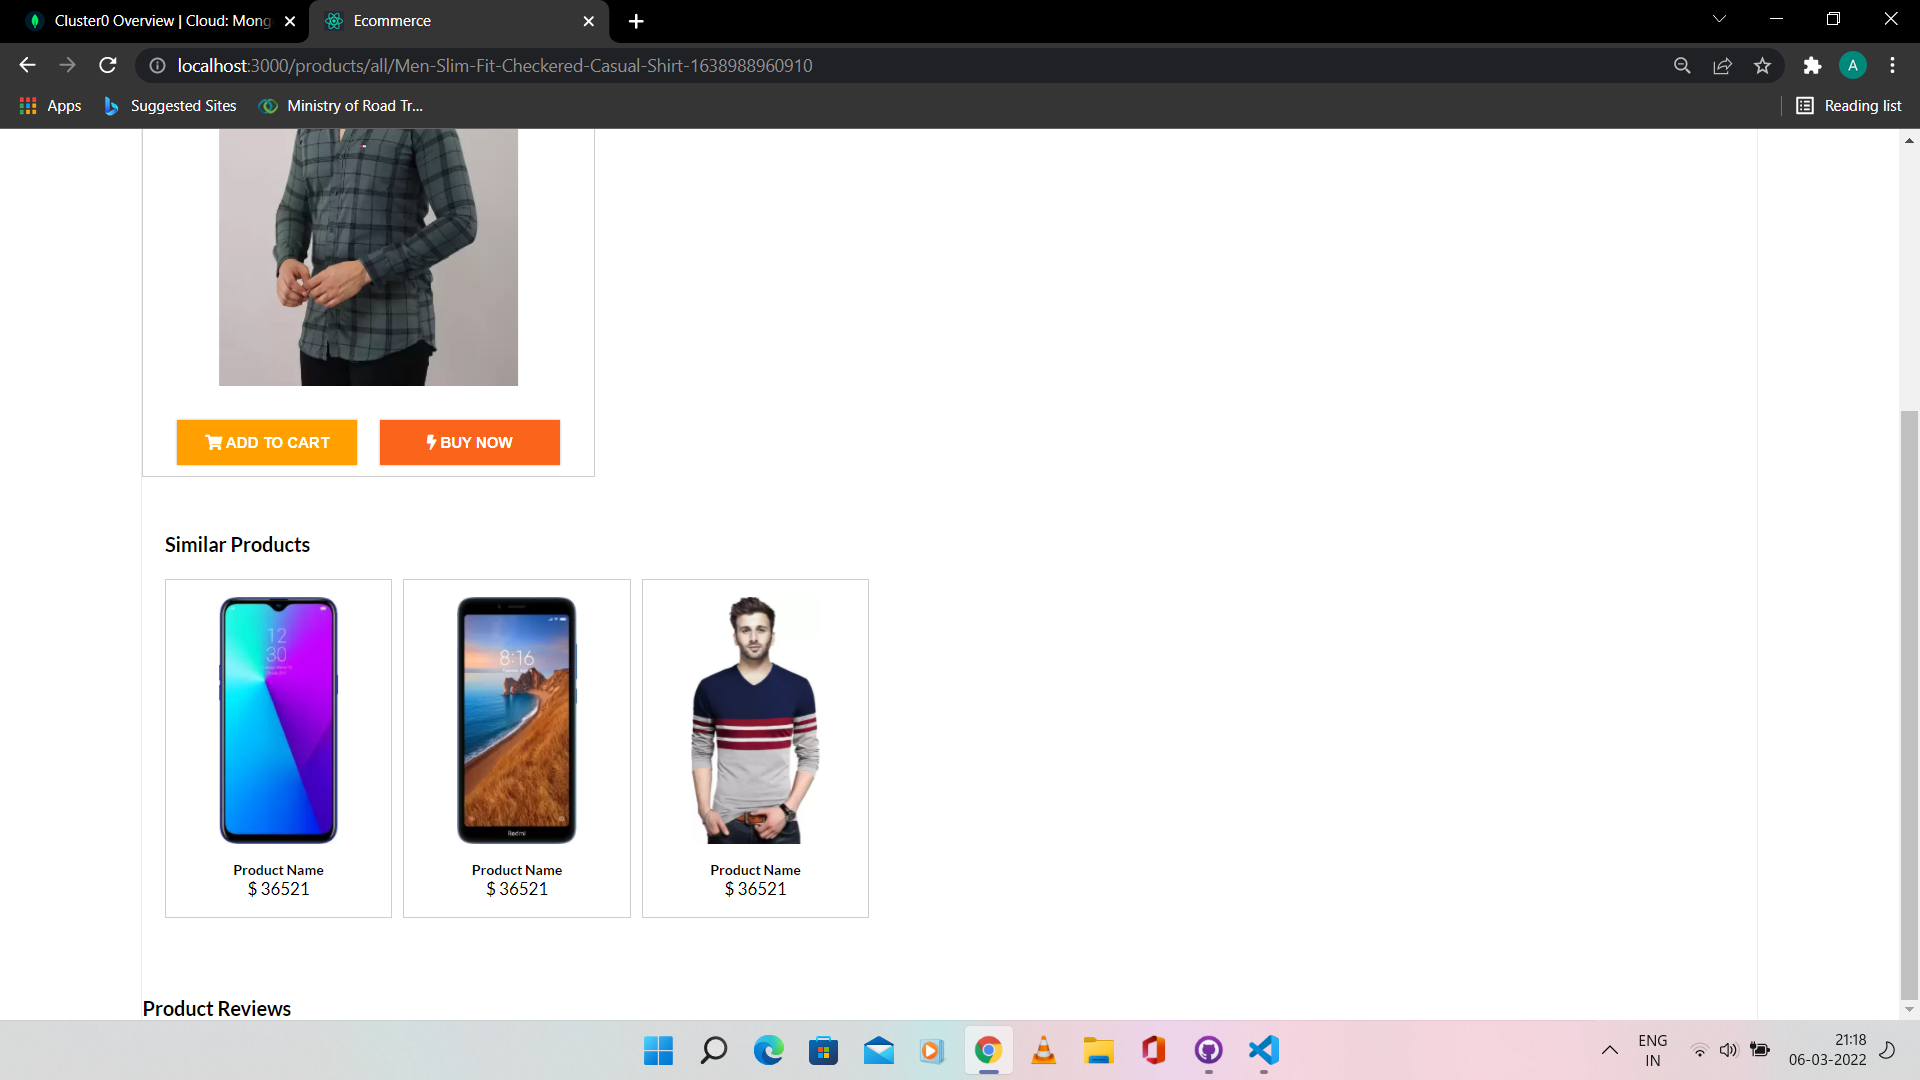 Cluster0 Overview | Cloud: Mong
Ecommerce
localhost:3000/products/all/Men-Slim-Fit-Checkered-Casual-Shirt-1638988960910
A
Apps
Suggested Sites
Ministry of Road Tr...
Reading list
ADD TO CART
BUY NOW
Similar Products
12
30
8:16
Redmi
Product Name
$ 36521
Product Name
$ 36521
Product Name
$ 36521
Product Reviews
ENG
IN
21:18
06-03-2022